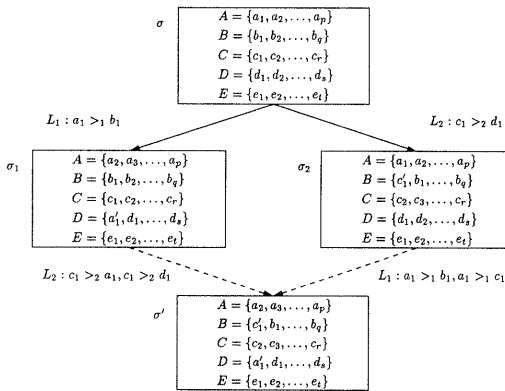 σ
A = {a₁, a₂, . . . , aₚ}
B = {b₁, b₂, . . . , b_q}
C = {c₁, c₂, . . . , cᵣ}
D = {d₁, d₂, . . . , dₛ}
E = {e₁, e₂, . . . , eₜ}
L₁ : a₁ >₁ b₁
L₂ : c₁ >₂ d₁
σ₁
A = {a₂, a₃, . . . , aₚ}
B = {b₁, b₂, . . . , b_q}
C = {c₁, c₂, . . . , cᵣ}
D = {a′₁, d₁, . . . , dₛ}
E = {e₁, e₂, . . . , eₜ}
σ₂
A = {a₁, a₂, . . . , aₚ}
B = {c′₁, b₁, . . . , b_q}
C = {c₂, c₃, . . . , cᵣ}
D = {d₁, d₂, . . . , dₛ}
E = {e₁, e₂, . . . , eₜ}
L₂ : c₁ >₂ a₁, c₁ >₂ d₁
L₁ : a₁ >₁ b₁, a₁ >₁ c₁
σ′
A = {a₂, a₃, . . . , aₚ}
B = {c′₁, b₁, . . . , b_q}
C = {c₂, c₃, . . . , cᵣ}
D = {a′₁, d₁, . . . , dₛ}
E = {e₁, e₂, . . . , eₜ}